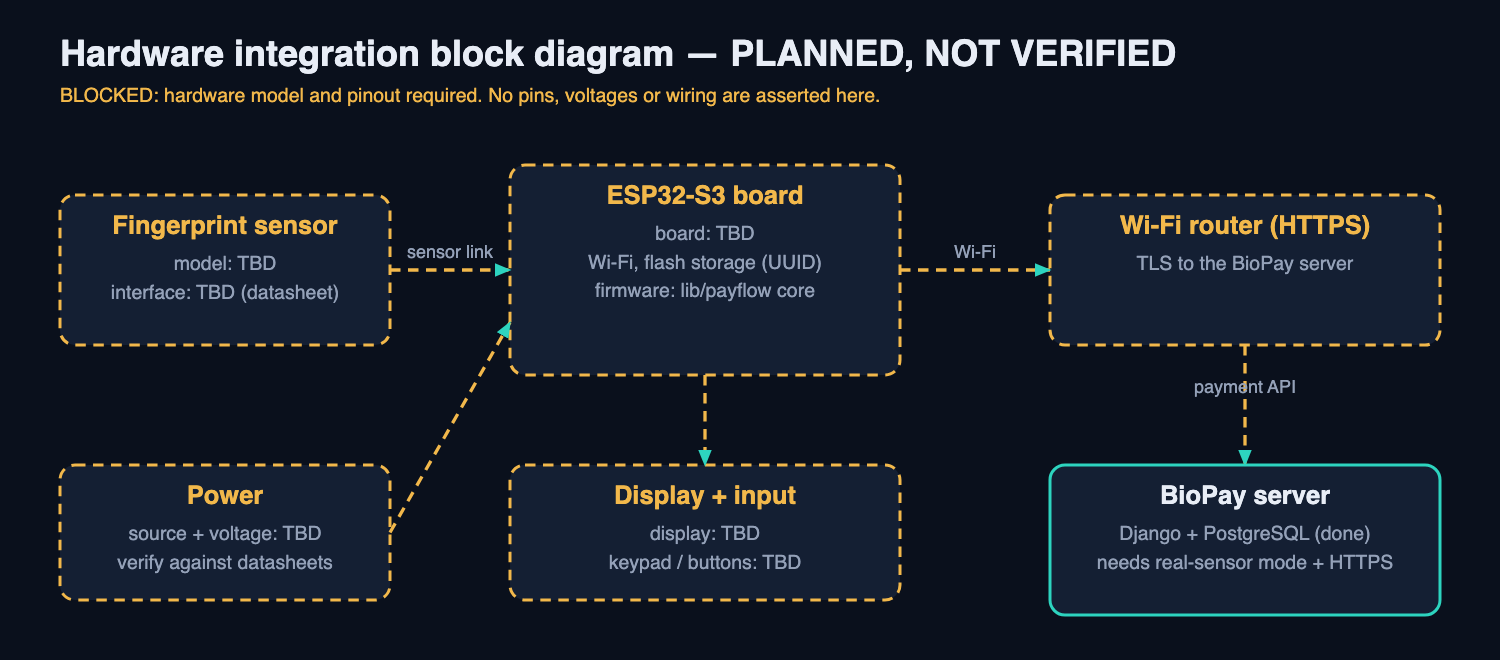 Hardware integration block diagram — PLANNED, NOT VERIFIED
BLOCKED: hardware model and pinout required. No pins, voltages or wiring are asserted here.
Fingerprint sensor
model: TBD
interface: TBD (datasheet)
sensor link
ESP32-S3 board
board: TBD
Wi-Fi, flash storage (UUID)
firmware: lib/payflow core
Wi-Fi
Wi-Fi router (HTTPS)
TLS to the BioPay server
payment API
Power
source + voltage: TBD
verify against datasheets
Display + input
display: TBD
keypad / buttons: TBD
BioPay server
Django + PostgreSQL (done)
needs real-sensor mode + HTTPS